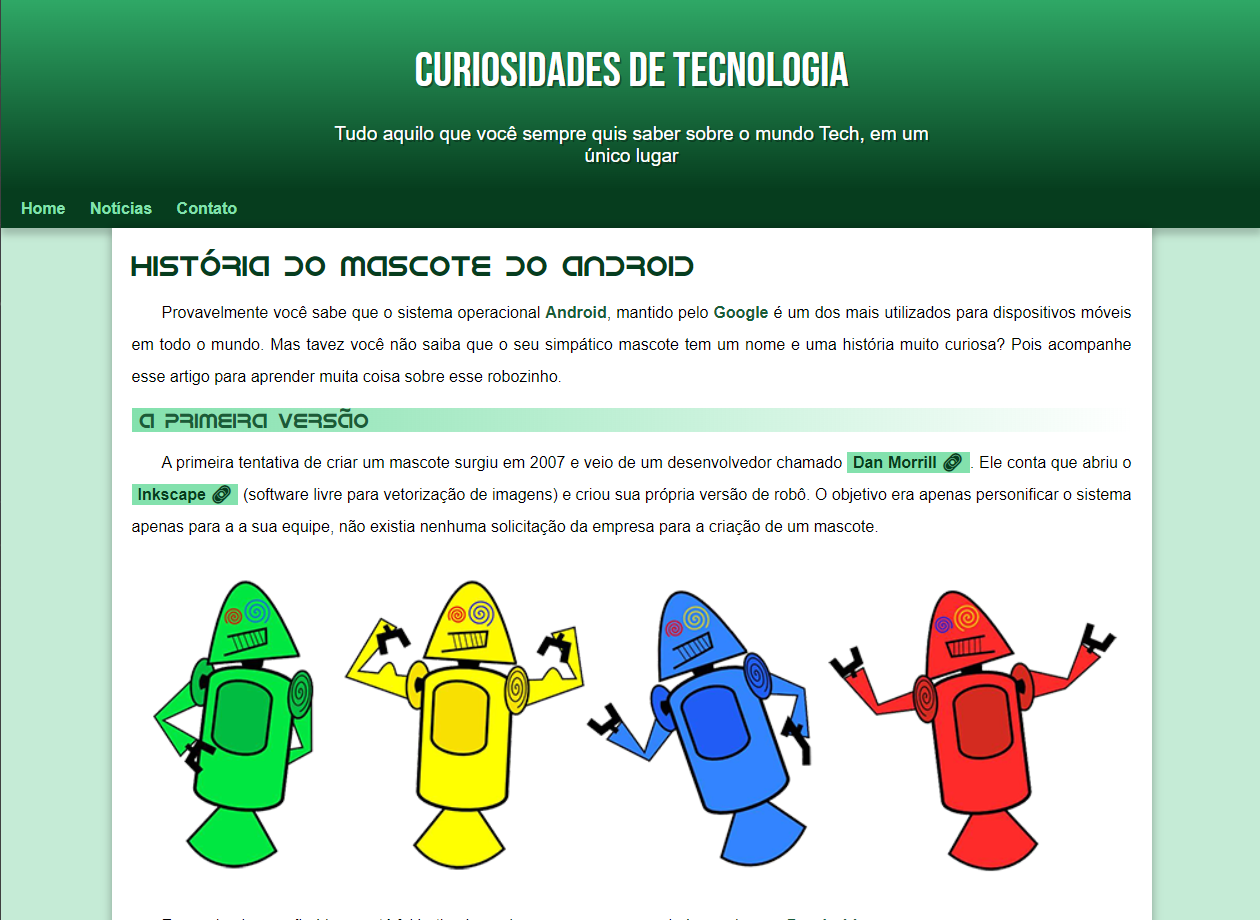 CURIOSIDADES DE TECNOLOGIA
Tudo aquilo que você sempre quis saber sobre o mundo Tech, em um
único lugar
Home Notícias Contato
HISTÓRIA DO MASCOTE DO ANDROID
Provavelmente você sabe que o sistema operacional Android, mantido pelo Google é um dos mais utilizados para dispositivos móveis
em todo o mundo. Mas tavez você não saiba que o seu simpático mascote tem um nome e uma história muito curiosa? Pois acompanhe
esse artigo para aprender muita coisa sobre esse robozinho.
A PRIMEIRA VERSÃO
A primeira tentativa de criar um mascote surgiu em 2007 e veio de um desenvolvedor chamado Dan Morrill. Ele conta que abriu o
Inkscape (software livre para vetorização de imagens) e criou sua própria versão de robô. O objetivo era apenas personificar o sistema
apenas para a a sua equipe, não existia nenhuma solicitação da empresa para a criação de um mascote.